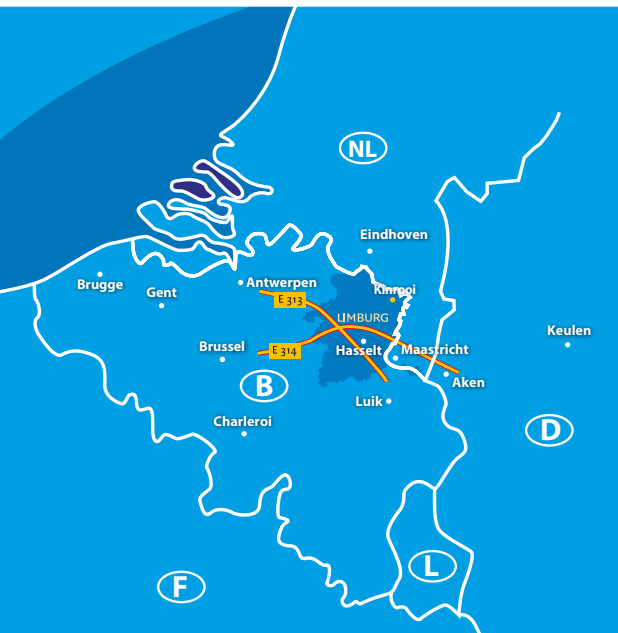 NL
Eindhoven
Brugge
Antwerpen
Kinrooi
Gent
E 313
LIMBURG
Keulen
Brussel
E 314
Hasselt
Maastricht
B
Aken
Luik
Charleroi
D
L
F